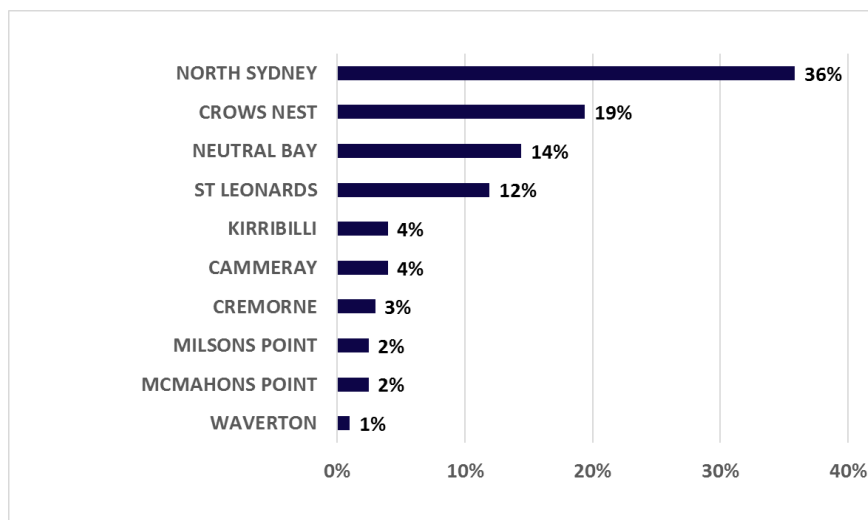 NORTH SYDNEY 36%
CROWS NEST 19%
NEUTRAL BAY 14%
ST LEONARDS 12%
KIRRIBILLI 4%
CAMMERAY 4%
CREMORNE 3%
MILSONS POINT 2%
MCMAHONS POINT 2%
WAVERTON 1%
0% 10% 20% 30% 40%